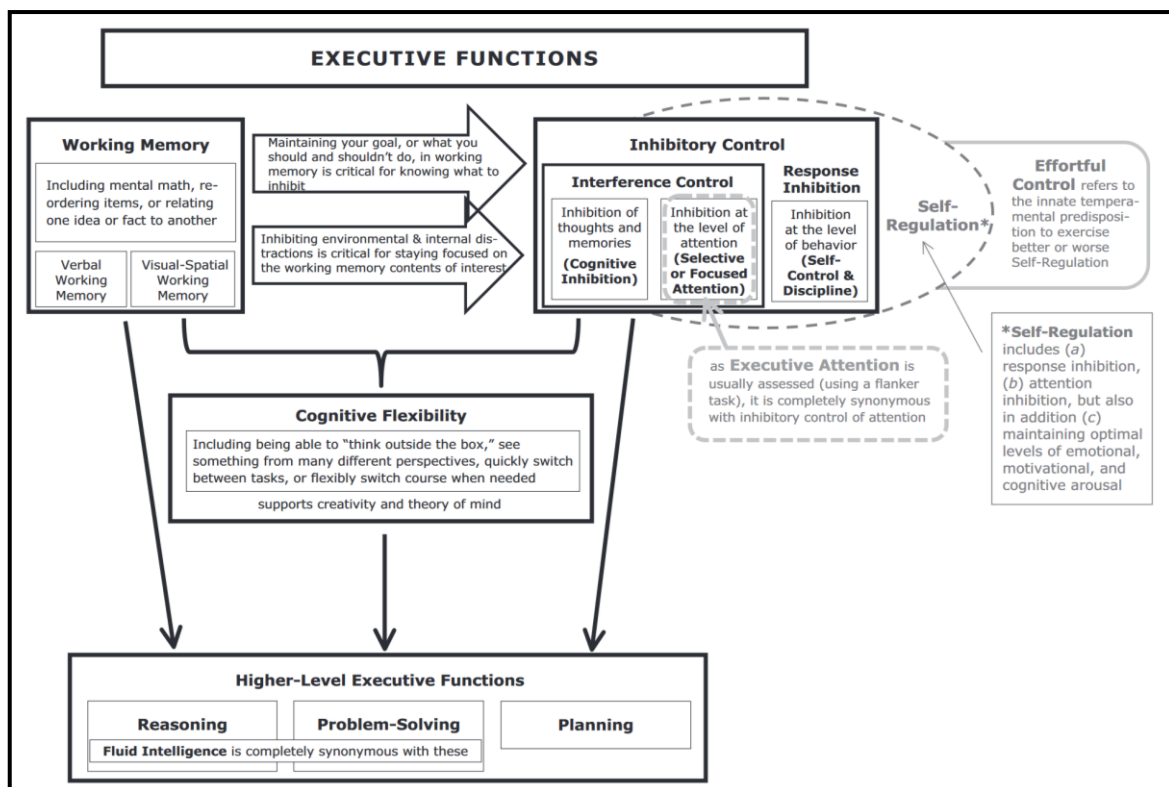 EXECUTIVE FUNCTIONS
Working Memory
Including mental math, re-
ordering items, or relating
one idea or fact to another
Verbal
Working
Memory
Visual-Spatial
Working
Memory
Maintaining your goal, or what you
should and shouldn't do, in working
memory is critical for knowing what to
inhibit
Inhibiting environmental & internal dis-
tractions is critical for staying focused on
the working memory contents of interest
Inhibitory Control
Interference Control
Inhibition of
thoughts and
memories
(Cognitive
Inhibition)
Inhibition at
the level of
attention
(Selective
or Focused
Attention)
Response
Inhibition
Inhibition
at the level
of behavior
(Self-
Control &
Discipline)
Self-
Regulation*
Effortful
Control refers to
the innate tempera-
mental predisposi-
tion to exercise
better or worse
Self-Regulation
*Self-Regulation
includes (a)
response inhibition,
(b) attention
inhibition, but also
in addition (c)
maintaining optimal
levels of emotional,
motivational, and
cognitive arousal
as Executive Attention is
usually assessed (using a flanker
task), it is completely synonymous
with inhibitory control of attention
Cognitive Flexibility
Including being able to "think outside the box," see
something from many different perspectives, quickly switch
between tasks, or flexibly switch course when needed
supports creativity and theory of mind
Higher-Level Executive Functions
Reasoning
Problem-Solving
Planning
Fluid Intelligence is completely synonymous with these